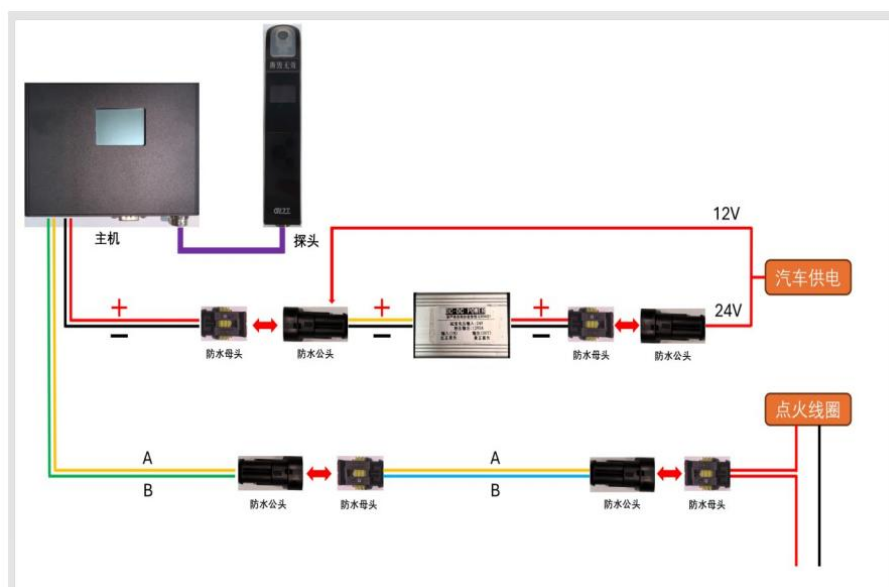 主机
探头
12V
汽车供电
24V
+
−
+
−
+
−
DC-DC POWER
防水母头
防水公头
防水母头
防水公头
点火线圈
A
B
A
B
防水公头
防水母头
防水公头
防水母头